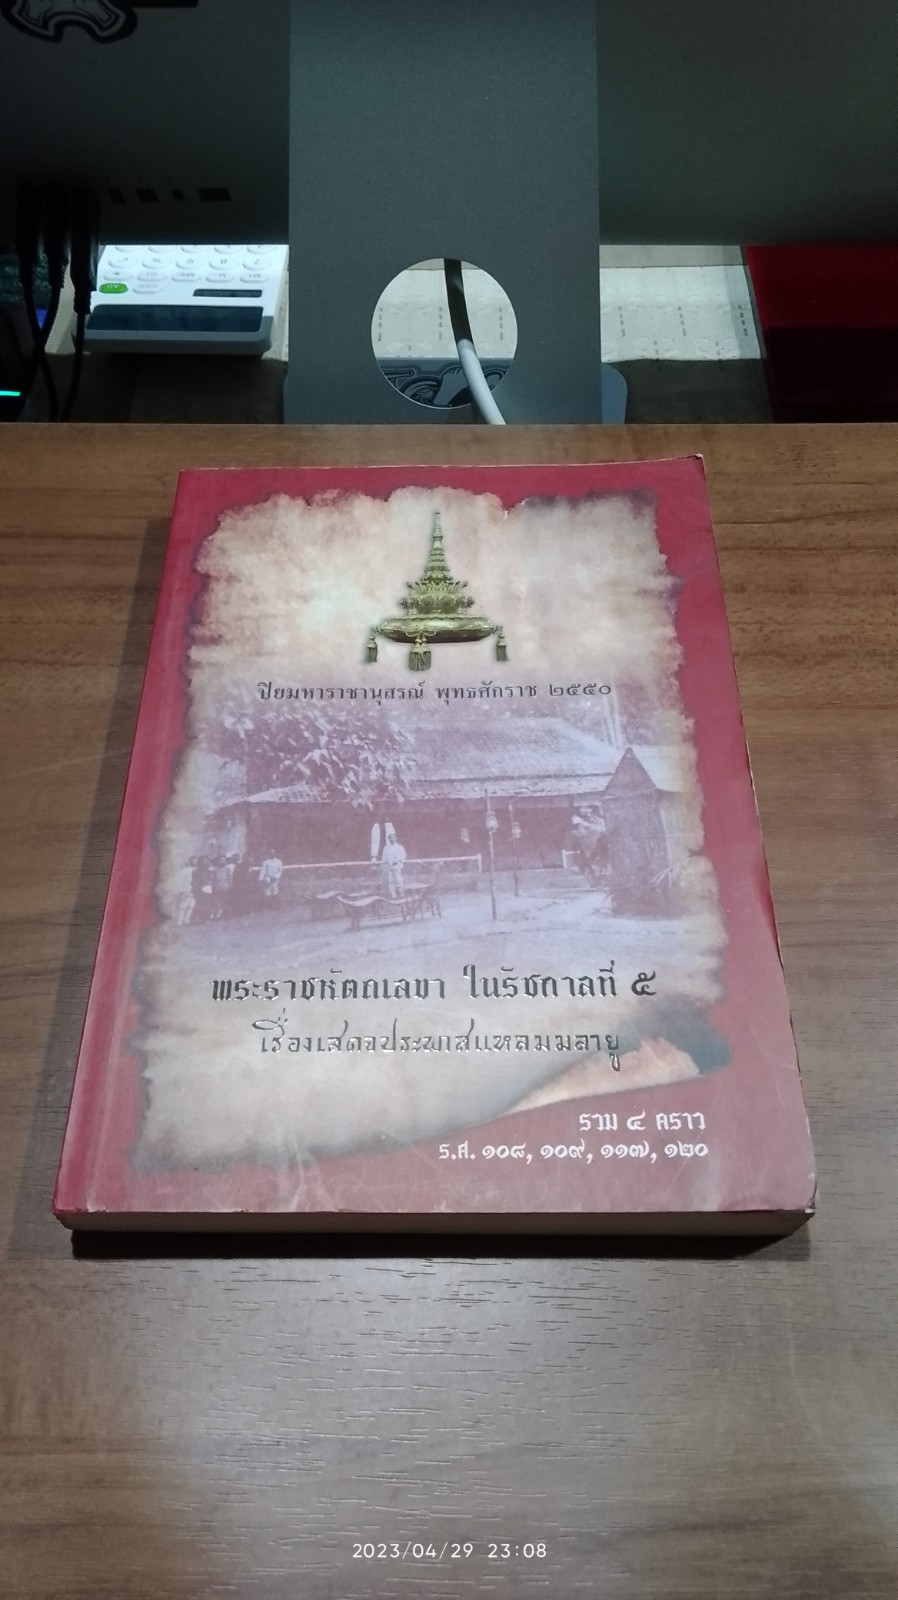 ปิยมหาราชานุสรณ์ พุทธศักราช ๒๕๕๐
พระราชหัตถเลขา ในรัชกาลที่ ๕
เรื่องเสด็จประพาสแหลมมลายู
รวม ๔ คราว
ร.ศ. ๑๐๘, ๑๐๙, ๑๑๗, ๑๒๐
2023/04/29 23:08